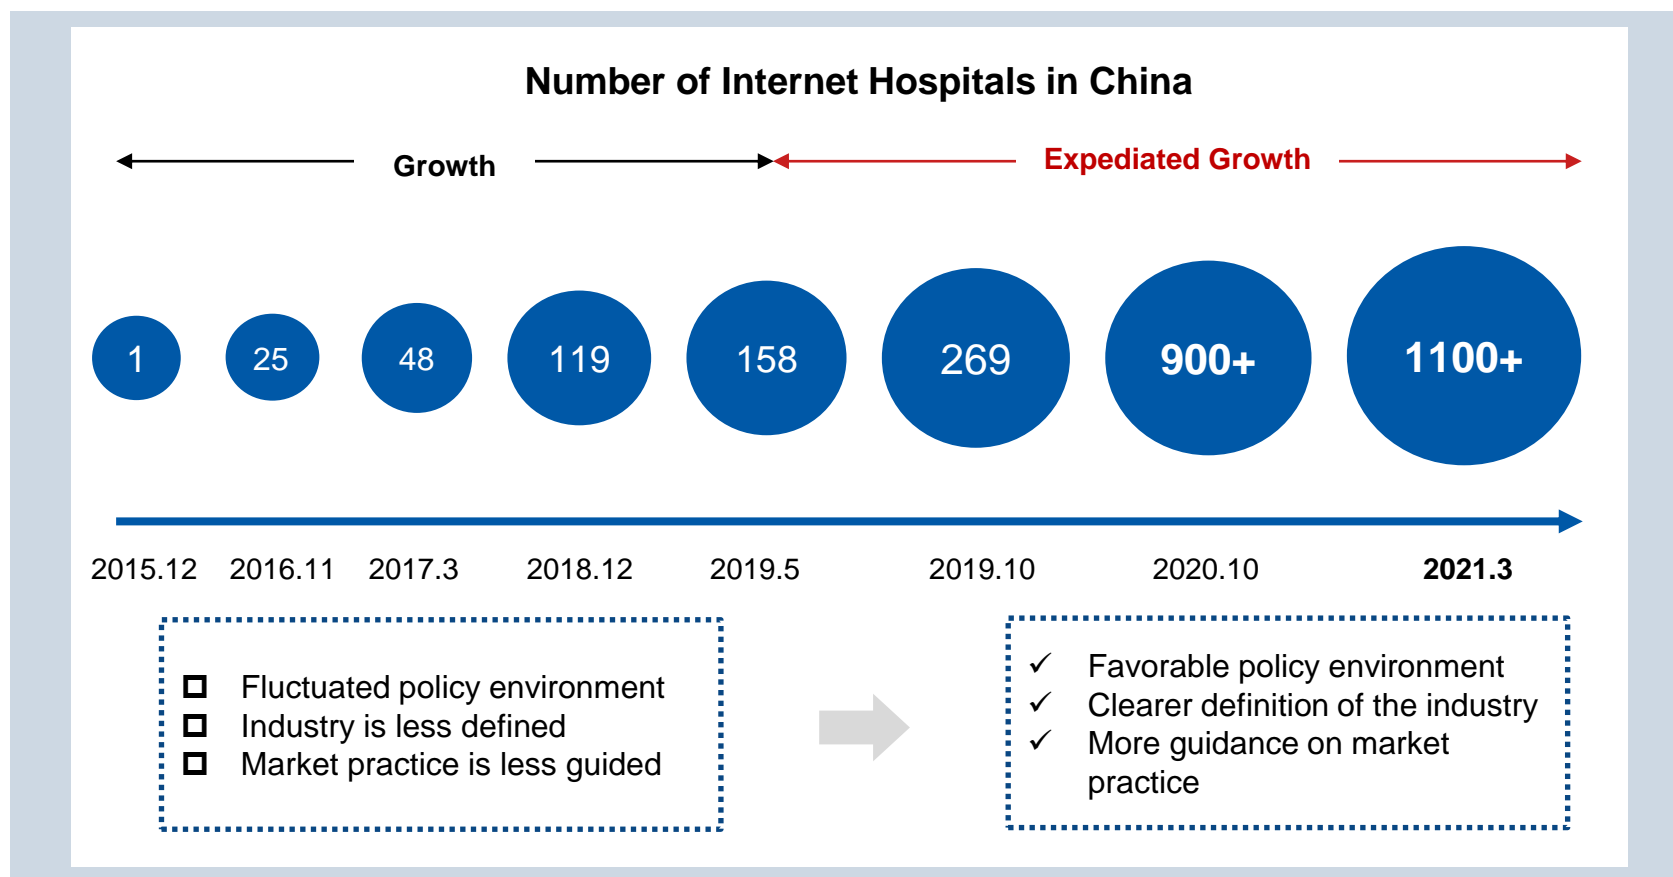 Number of Internet Hospitals in China
Growth
Expediated Growth
1
25
48
119
158
269
900+
1100+
2015.12
2016.11
2017.3
2018.12
2019.5
2019.10
2020.10
2021.3
Fluctuated policy environment
Industry is less defined
Market practice is less guided
✓ Favorable policy environment
✓ Clearer definition of the industry
✓ More guidance on market
practice